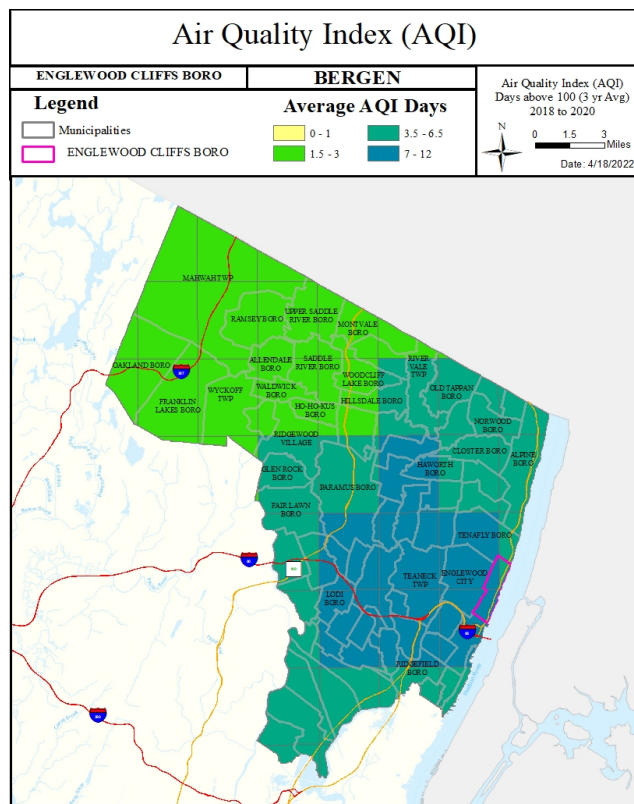 Air Quality Index (AQI)
ENGLEWOOD CLIFFS BORO
BERGEN
Legend
Municipalities
ENGLEWOOD CLIFFS BORO
Average AQI Days
0 - 1
1.5 - 3
3.5 - 6.5
7 - 12
Air Quality Index (AQI)
Days above 100 (3 yr Avg)
2018 to 2020
N
0 1.5 3
Miles
Date: 4/18/2022
MAHWAH TWP
RAMSEY BORO
UPPER SADDLE
RIVER BORO
MONTVALE
BORO
OAKLAND BORO
ALLENDALE
BORO
SADDLE
RIVER BORO
RIVER
VALE
TWP
WOODCLIFF
LAKE BORO
OLD TAPPAN
BORO
WYCKOFF
TWP
WALDWICK
BORO
FRANKLIN
LAKES BORO
HO-HO-KUS
BORO
HILLSDALE BORO
NORWOOD
BORO
RIDGEWOOD
VILLAGE
CLOSTER BORO
ALPINE
BORO
HAWORTH
BORO
GLEN ROCK
BORO
PARAMUS BORO
FAIR LAWN
BORO
TENAFLY BORO
TEANECK
TWP
ENGLEWOOD
CITY
LODI
BORO
RIDGEFIELD
BORO